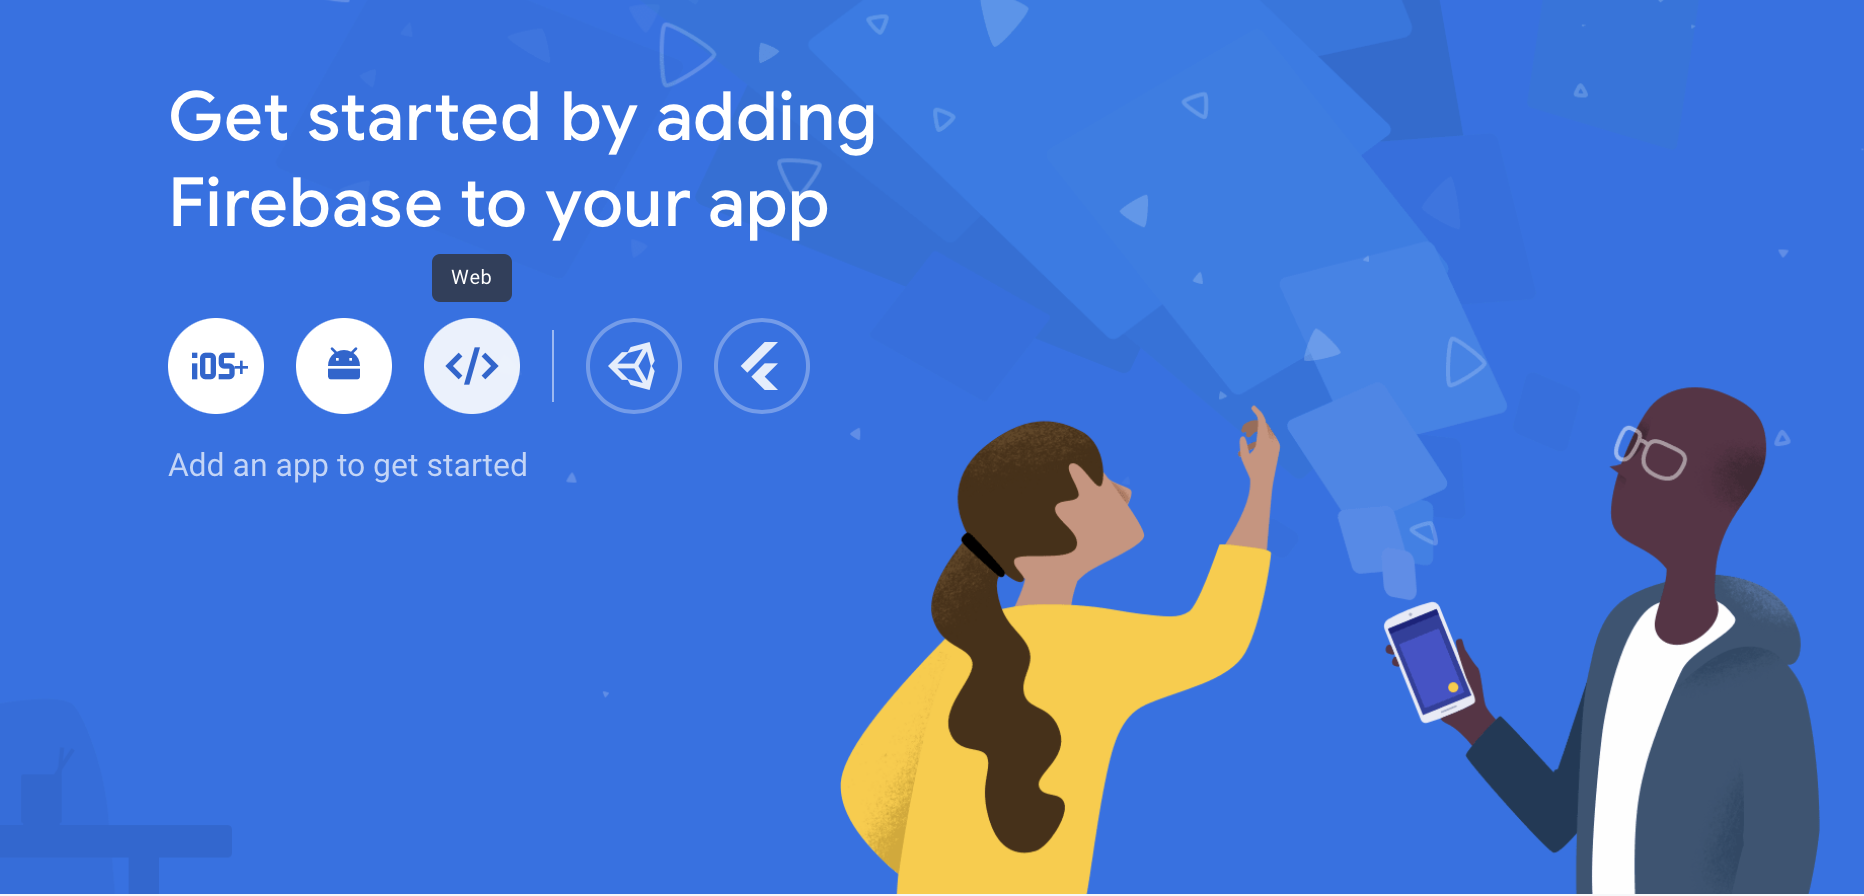 Get started by adding
Firebase to your app
Web
iOS+
</>
Add an app to get started